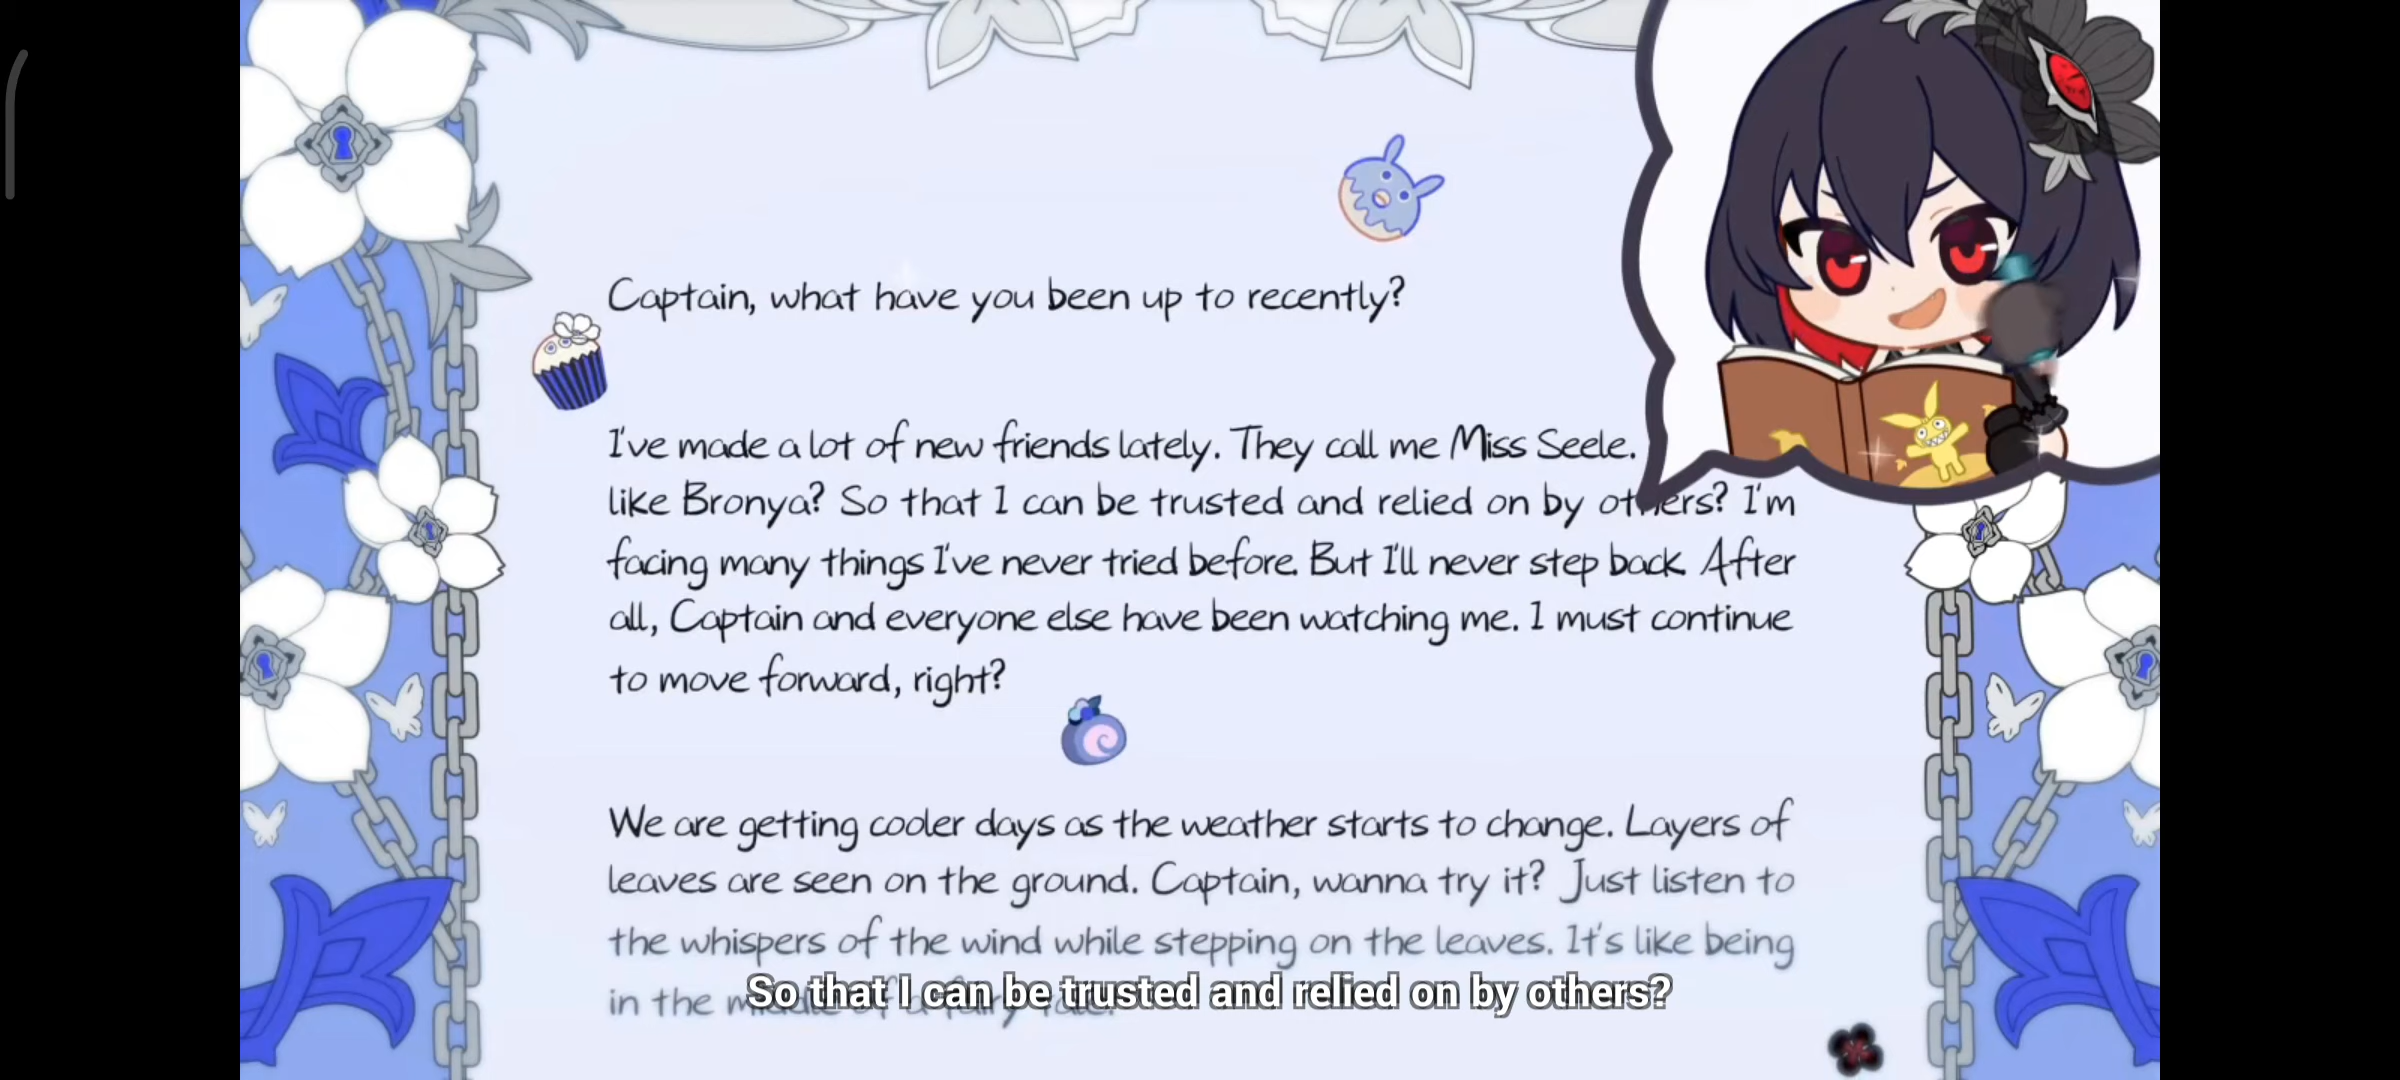 Captain, what have you been up to recently?
I've made a lot of new friends lately. They call me Miss Seele.
like Bronya? So that I can be trusted and relied on by others? I'm
facing many things I've never tried before. But I'll never step back. After
all, Captain and everyone else have been watching me. I must continue
to move forward, right?
We are getting cooler days as the weather starts to change. Layers of
leaves are seen on the ground. Captain, wanna try it? Just listen to
the whispers of the wind while stepping on the leaves. It's like being
in the middle of a fairy tale.
So that I can be trusted and relied on by others?